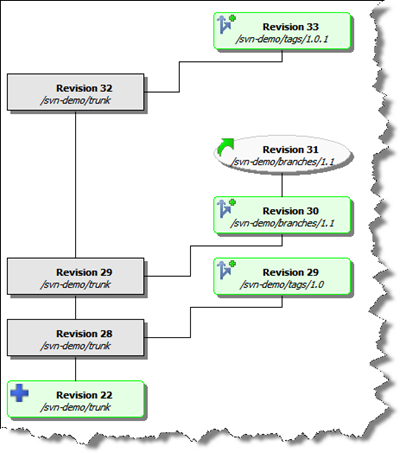 Revision 33
/svn-demo/tags/1.0.1
Revision 32
/svn-demo/trunk
Revision 31
/svn-demo/branches/1.1
Revision 30
/svn-demo/branches/1.1
Revision 29
/svn-demo/trunk
Revision 29
/svn-demo/tags/1.0
Revision 28
/svn-demo/trunk
Revision 22
/svn-demo/trunk